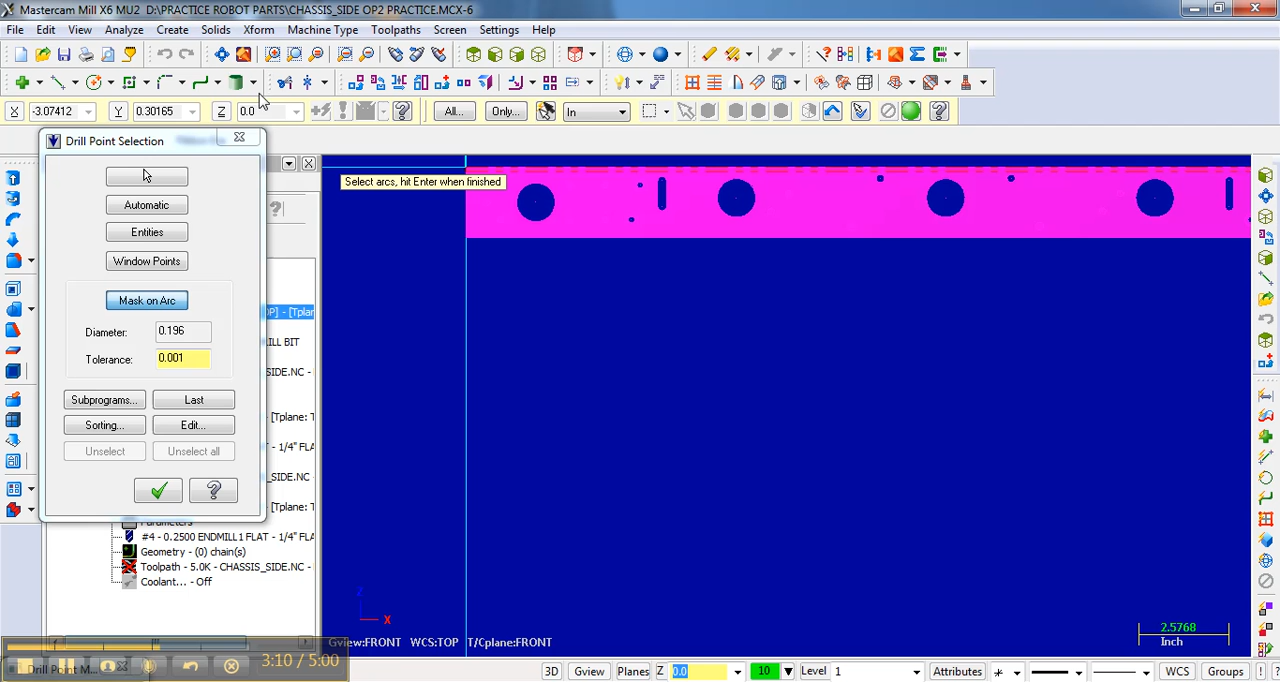 Mastercam Mill X6 MU2 D:\PRACTICE ROBOT PARTS\CHASSIS_SIDE OP2 PRACTICE.MCX-6
File Edit View Analyze Create Solids Xform Machine Type Toolpaths Screen Settings Help
X -3.07412 Y 0.30165 Z 0.0 All... Only... In
Drill Point Selection
Select arcs, hit Enter when finished
Automatic
Entities
Window Points
Mask on Arc
OP] - [Tplan
Diameter: 0.196
ILL BIT
Tolerance: 0.001
SIDE.NC -
Subprograms... Last
- [Tplane: T
Sorting... Edit...
- 1/4" FLA
Unselect Unselect all
_SIDE.NC -
- [Tplane: T
Parameters
#4 - 0.2500 ENDMILL1 FLAT - 1/4" FLA
Geometry - (0) chain(s)
Toolpath - 5.0K - CHASSIS_SIDE.NC -
Coolant... - Off
Z
X
2.5768
Inch
Gview:FRONT WCS:TOP T/Cplane:FRONT
Drill Point M...
3:10 / 5:00
3D Gview Planes Z 0.0 10 Level 1 Attributes WCS Groups